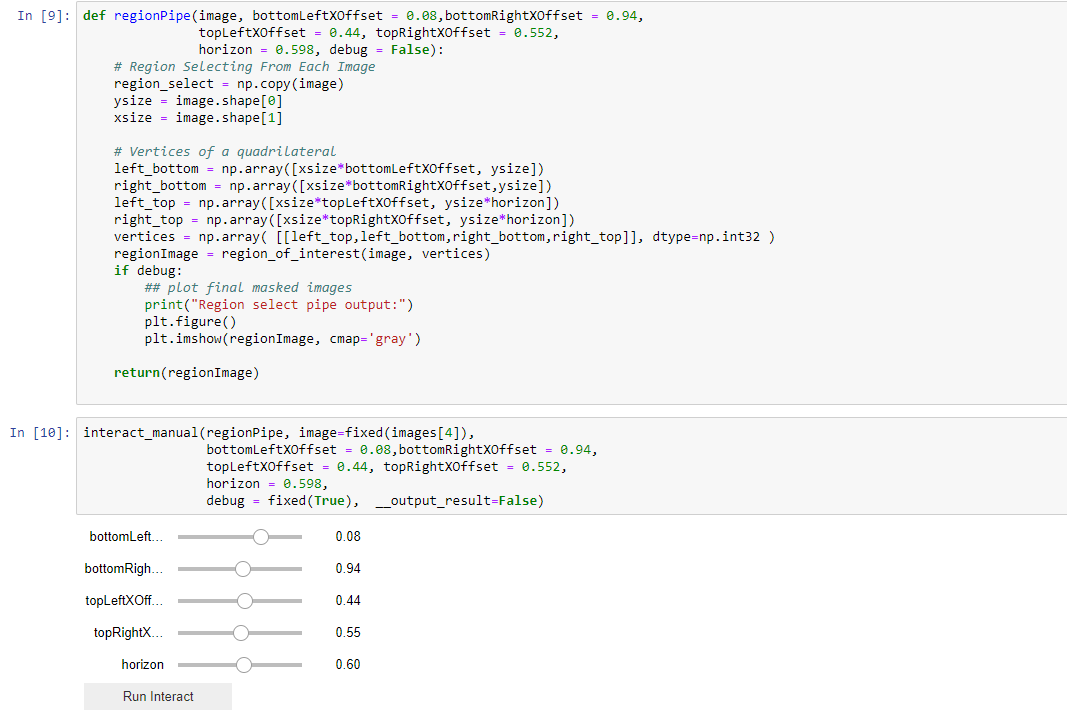 In [9]: def regionPipe(image, bottomLeftXOffset = 0.08,bottomRightXOffset = 0.94,
               topLeftXOffset = 0.44, topRightXOffset = 0.552,
               horizon = 0.598, debug = False):
    # Region Selecting From Each Image
    region_select = np.copy(image)
    ysize = image.shape[0]
    xsize = image.shape[1]

    # Vertices of a quadrilateral
    left_bottom = np.array([xsize*bottomLeftXOffset, ysize])
    right_bottom = np.array([xsize*bottomRightXOffset,ysize])
    left_top = np.array([xsize*topLeftXOffset, ysize*horizon])
    right_top = np.array([xsize*topRightXOffset, ysize*horizon])
    vertices = np.array( [[left_top,left_bottom,right_bottom,right_top]], dtype=np.int32 )
    regionImage = region_of_interest(image, vertices)
    if debug:
        ## plot final masked images
        print("Region select pipe output:")
        plt.figure()
        plt.imshow(regionImage, cmap='gray')

    return(regionImage)

In [10]: interact_manual(regionPipe, image=fixed(images[4]),
                bottomLeftXOffset = 0.08,bottomRightXOffset = 0.94,
                topLeftXOffset = 0.44, topRightXOffset = 0.552,
                horizon = 0.598,
                debug = fixed(True),  __output_result=False)
bottomLeft... 0.08
bottomRigh... 0.94
topLeftXOff... 0.44
topRightX... 0.55
horizon 0.60
Run Interact